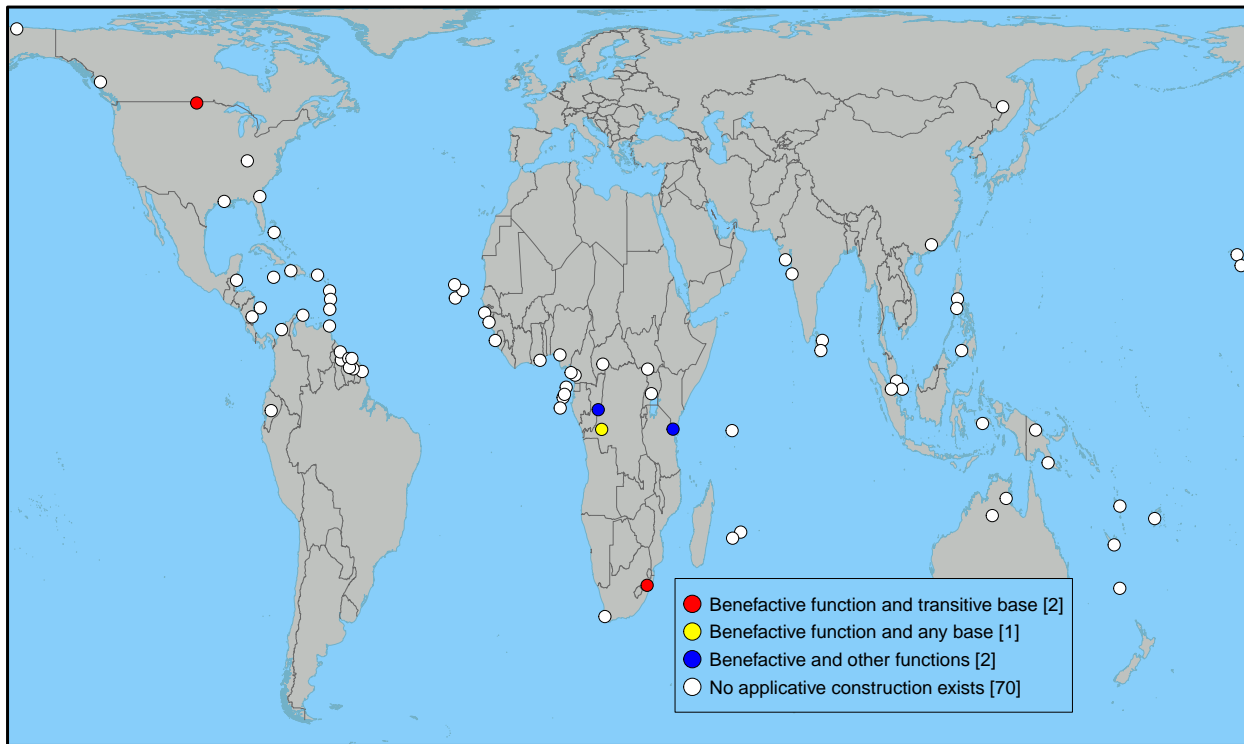 Benefactive function and transitive base [2]
Benefactive function and any base [1]
Benefactive and other functions [2]
No applicative construction exists [70]